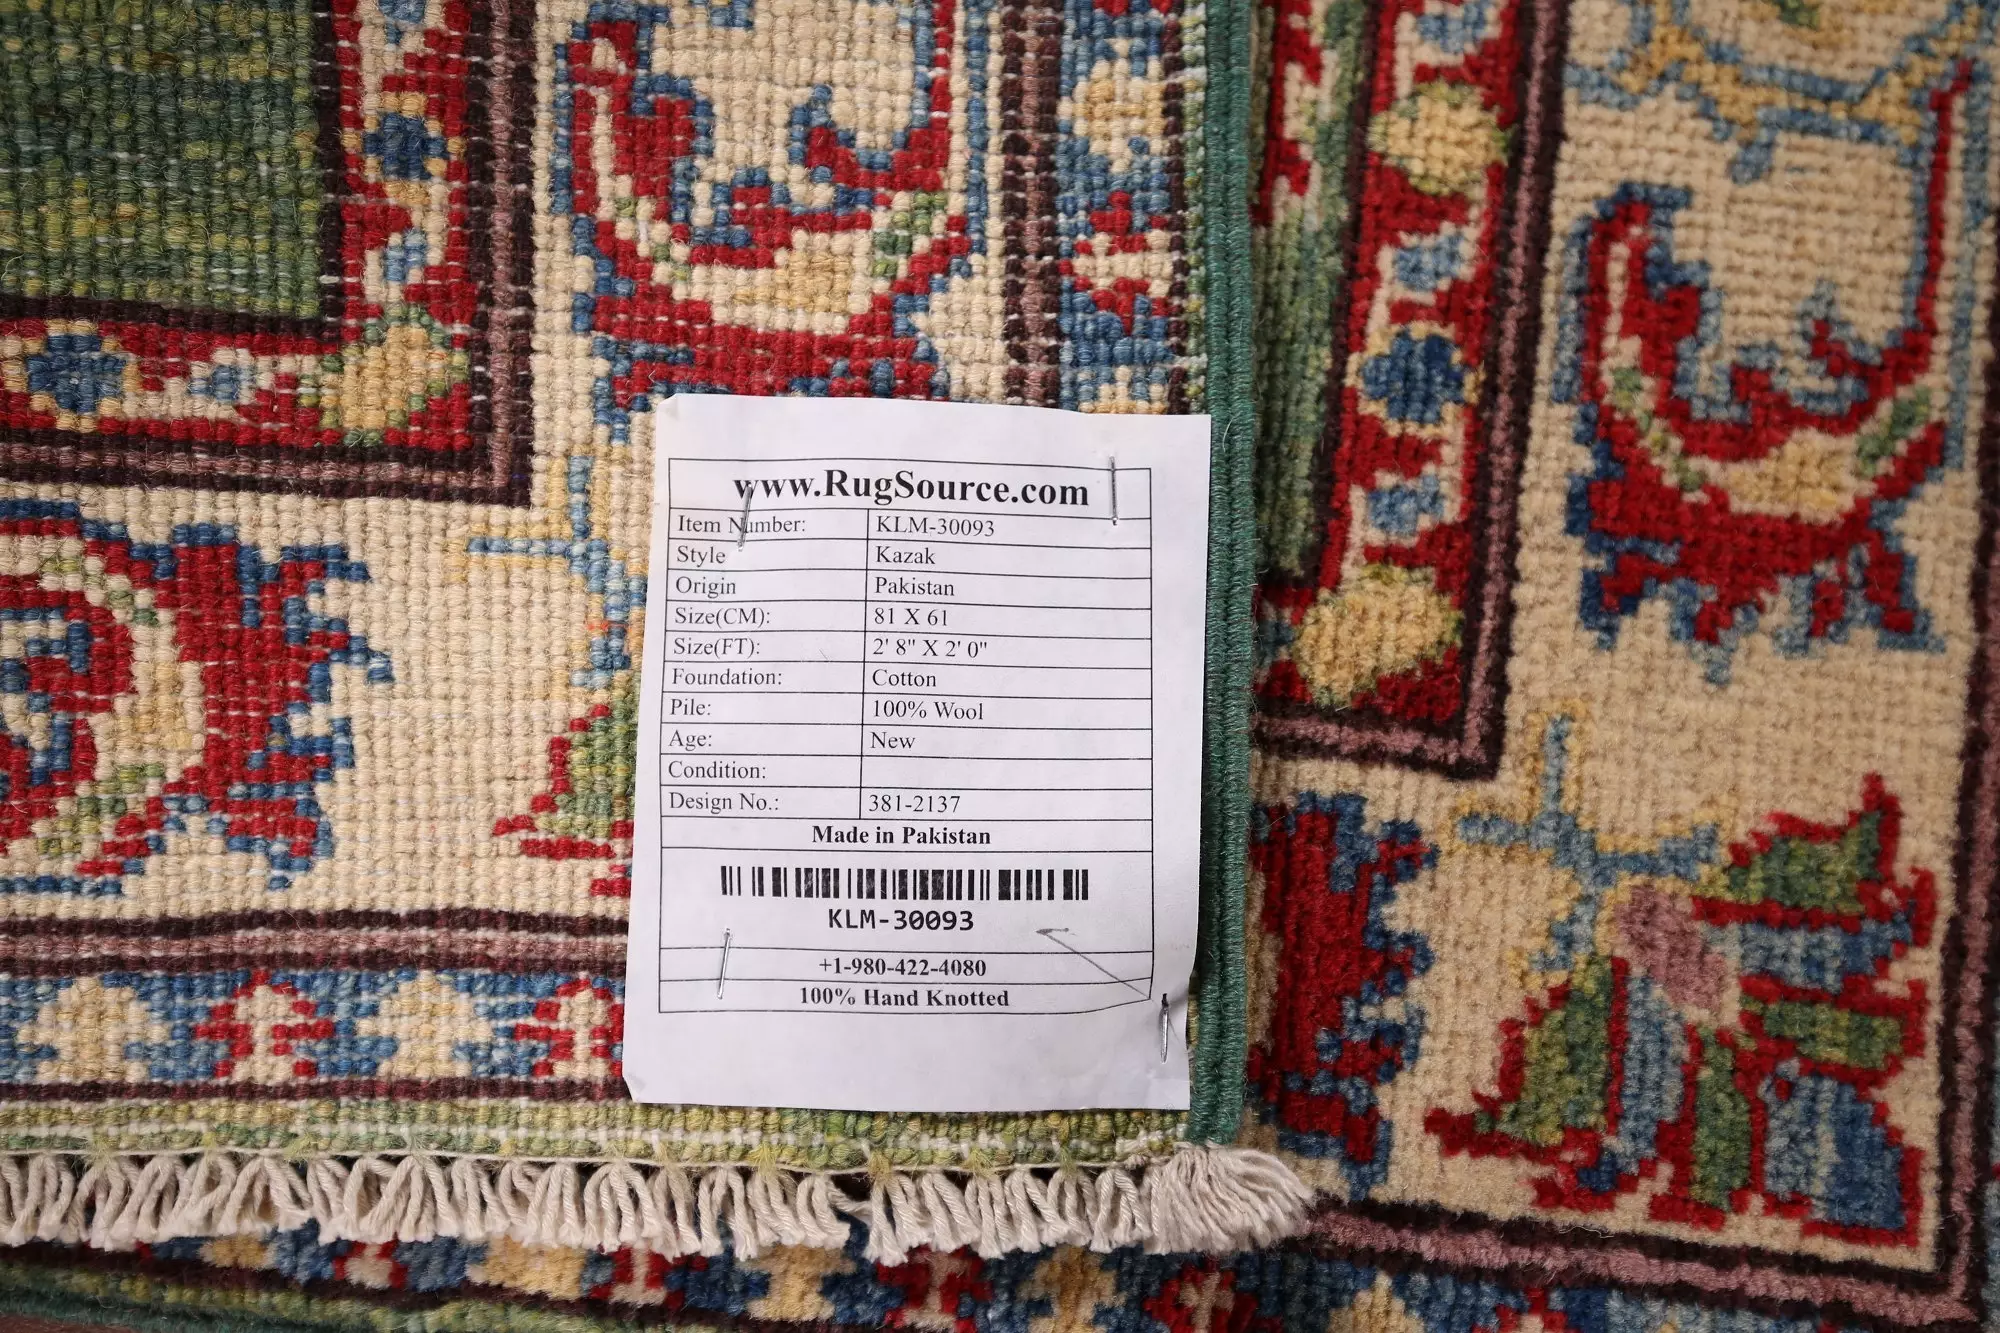 www.RugSource.com
Item Number: KLM-30093
Style Kazak
Origin Pakistan
Size(CM): 81 X 61
Size(FT): 2' 8" X 2' 0"
Foundation: Cotton
Pile: 100% Wool
Age: New
Condition:
Design No.: 381-2137
Made in Pakistan
KLM-30093
+1-980-422-4080
100% Hand Knotted